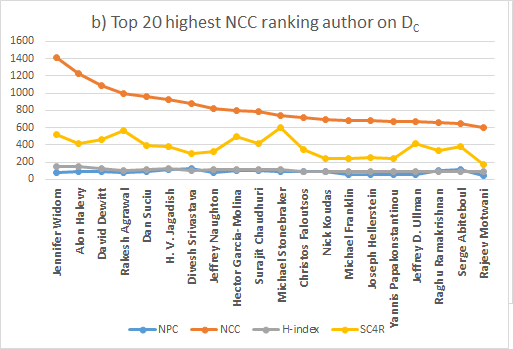 b) Top 20 highest NCC ranking author on DC
1600
1400
1200
1000
800
600
400
200
0
Jennifer Widom
Alon Halevy
David Dewitt
Rakesh Agrawal
Dan Suciu
H. V. Jagadish
Divesh Srivastava
Jeffrey Naughton
Hector Garcia-Molina
Surajit Chaudhuri
Michael Stonebraker
Christos Faloutsos
Nick Koudas
Michael Franklin
Joseph Hellerstein
Yannis Papakonstantinou
Jeffrey D. Ullman
Raghu Ramakrishnan
Serge Abiteboul
Rajeev Motwani
NPC NCC H-index SC4R